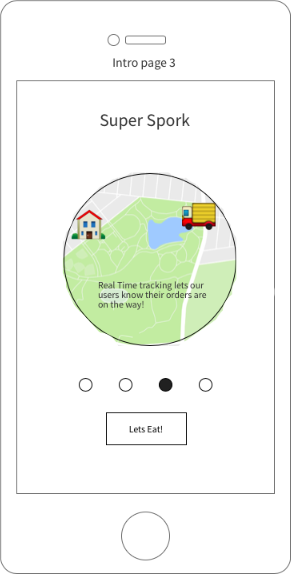 Intro page 3
Super Spork
Real Time tracking lets our
users know their orders are
on the way!
Lets Eat!